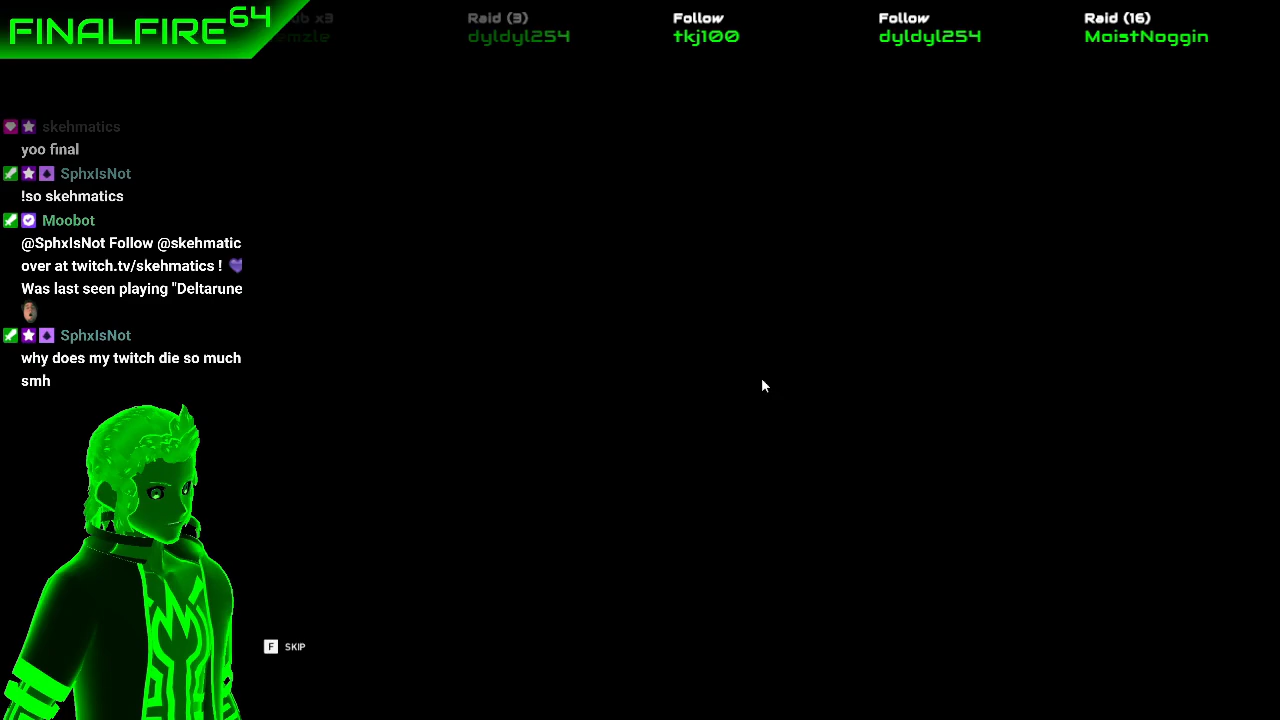 FINALFIRE64
x3
Raid (3)
dyldyl254
Follow
tkj100
Follow
dyldyl254
Raid (16)
MoistNoggin
skehmatics
yoo final
SphxIsNot
!so skehmatics
Moobot
@SphxIsNot Follow @skehmatic
over at twitch.tv/skehmatics !
Was last seen playing "Deltarune
SphxIsNot
why does my twitch die so much
smh
F SKIP